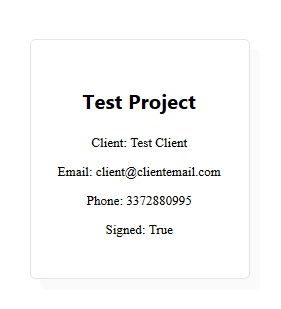 Test Project
Client: Test Client
Email: client@clientemail.com
Phone: 3372880995
Signed: True